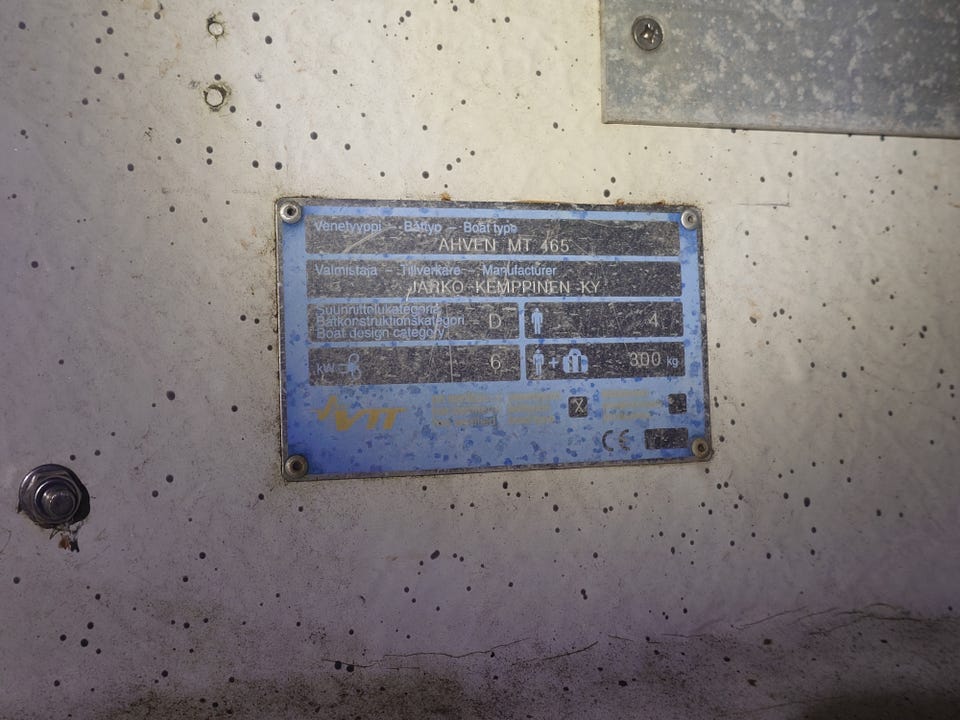 Venetyyppi – Båttyp – Boat type
AHVEN MT 465
Valmistaja – Tillverkare – Manufacturer
JARKO KEMPPINEN KY
Suunnittelukategoria
Båtkonstruktionskategori
Boat design category
D
4
kW
6
+
300 kg
VTT
X
CE